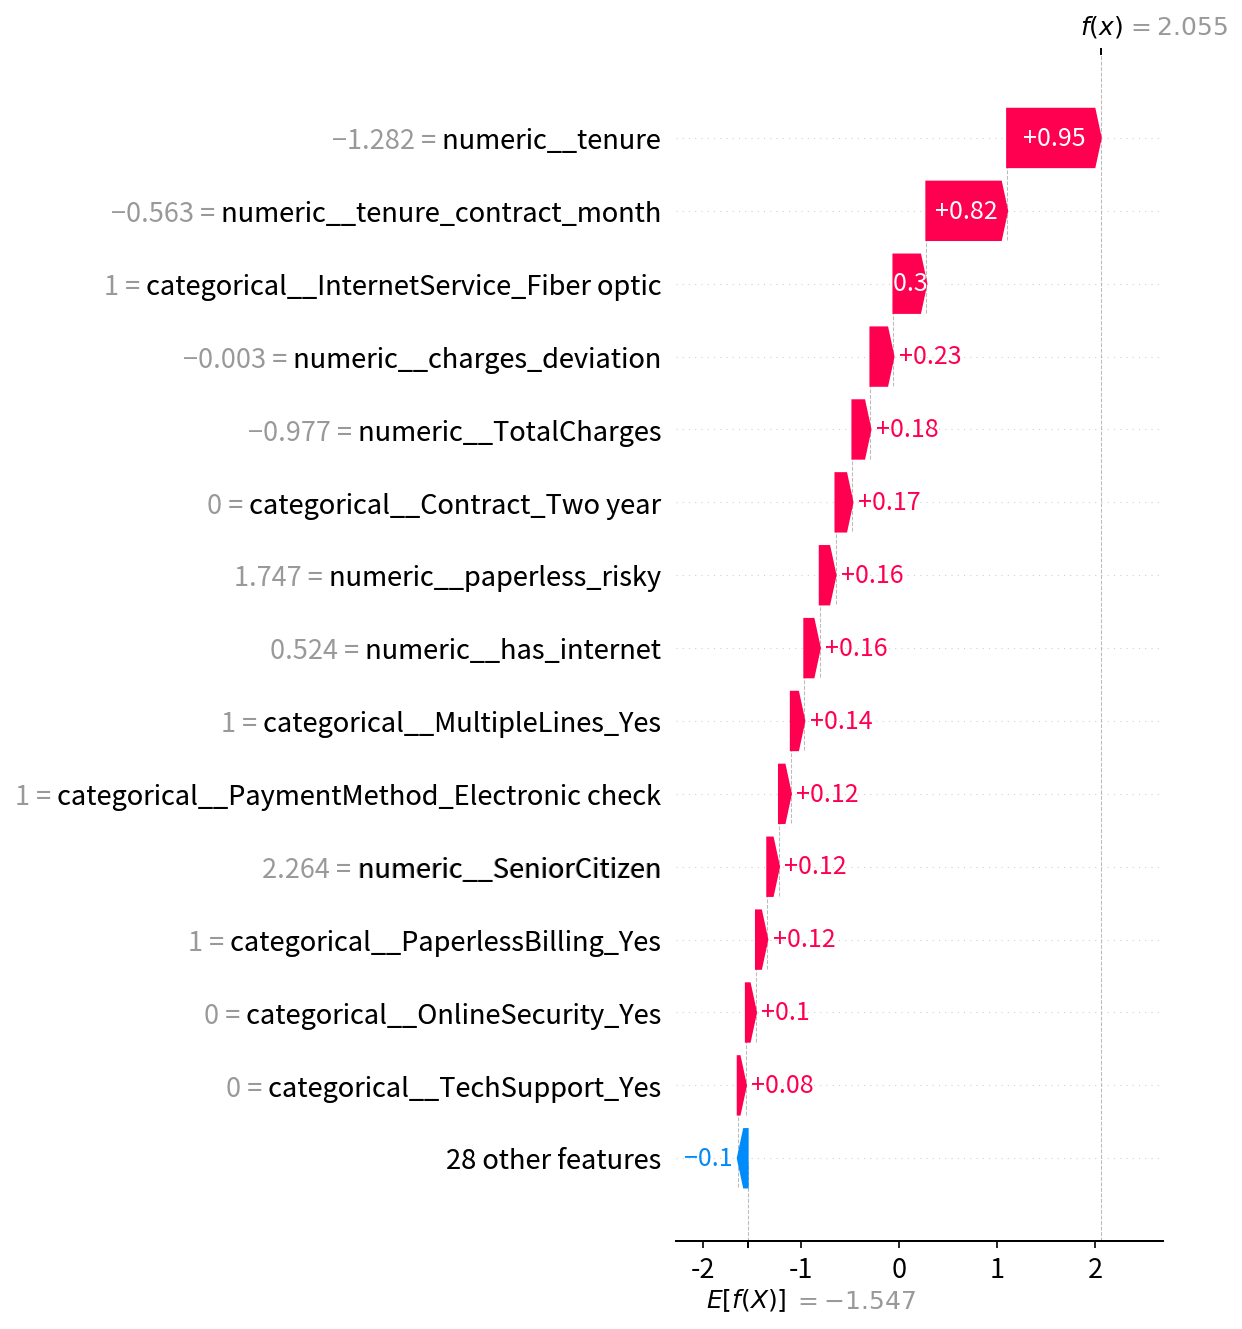 f(x) = 2.055
−1.282 = numeric__tenure +0.95
−0.563 = numeric__tenure_contract_month +0.82
1 = categorical__InternetService_Fiber optic 0.3
−0.003 = numeric__charges_deviation +0.23
−0.977 = numeric__TotalCharges +0.18
0 = categorical__Contract_Two year +0.17
1.747 = numeric__paperless_risky +0.16
0.524 = numeric__has_internet +0.16
1 = categorical__MultipleLines_Yes +0.14
1 = categorical__PaymentMethod_Electronic check +0.12
2.264 = numeric__SeniorCitizen +0.12
1 = categorical__PaperlessBilling_Yes +0.12
0 = categorical__OnlineSecurity_Yes +0.1
0 = categorical__TechSupport_Yes +0.08
28 other features −0.1
-2 -1 0 1 2
E[f(X)] = −1.547